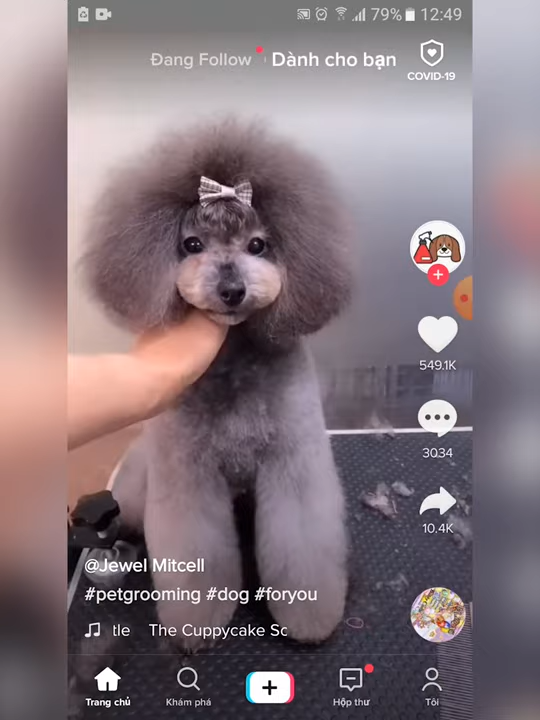 79% 12:49
Đang Follow Dành cho bạn
COVID-19
549.1K
3034
10.4K
@Jewel Mitcell
#petgrooming #dog #foryou
tle The Cuppycake Sc
Trang chủ Khám phá Hộp thư Tôi